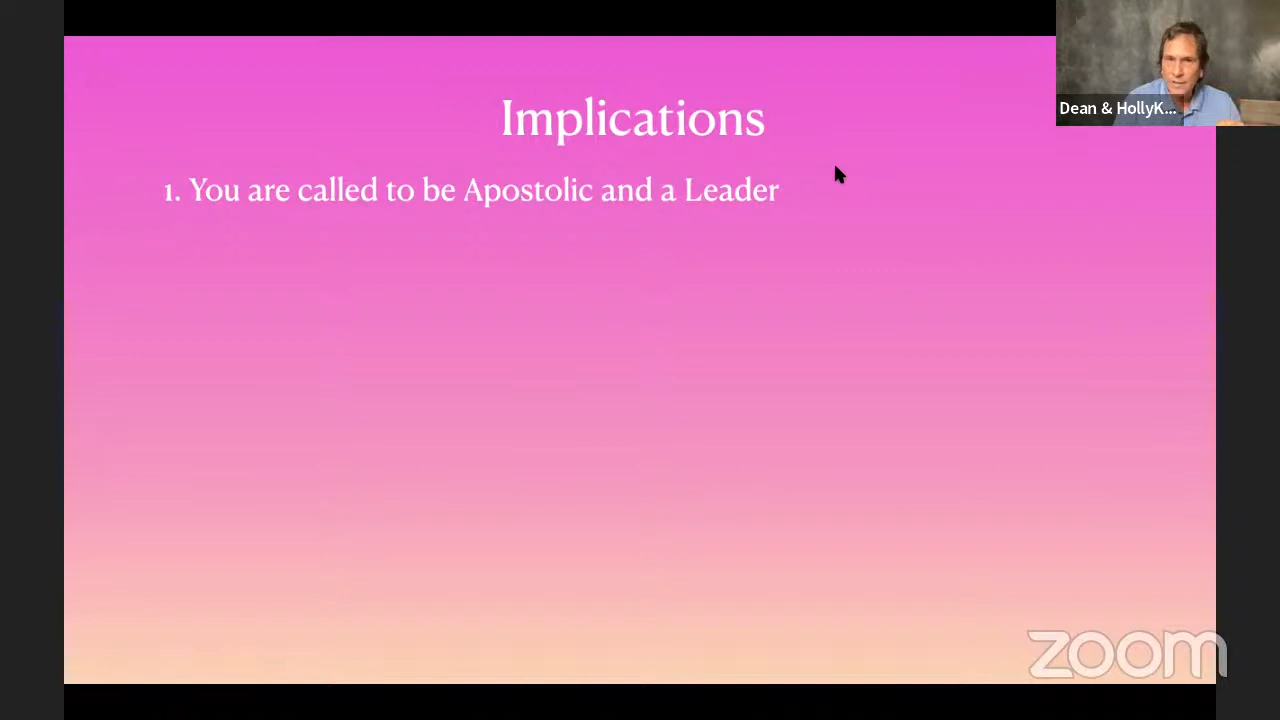 Implications
1. You are called to be Apostolic and a Leader
Dean & HollyK...
zoom